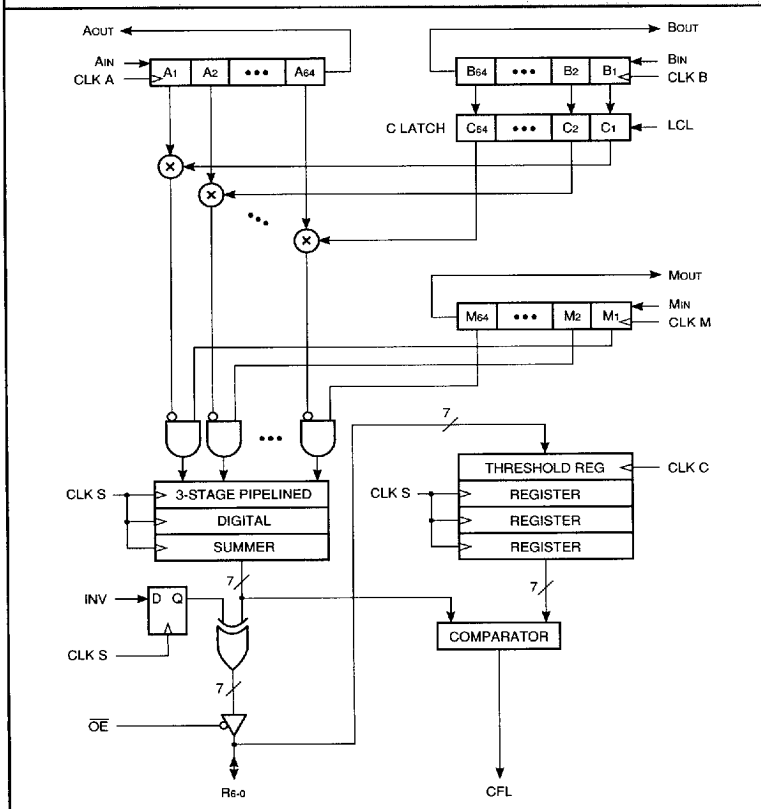 AOUT
BOUT
AIN
CLK A
A1 A2 ••• A64
B64 ••• B2 B1
BIN
CLK B
C LATCH
C64 ••• C2 C1
LCL
×
×
×
MOUT
M64 ••• M2 M1
MIN
CLK M
7
•••
CLK S
3-STAGE PIPELINED
DIGITAL
SUMMER
CLK S
THRESHOLD REG
REGISTER
REGISTER
REGISTER
CLK C
7
7
INV
D Q
CLK S
COMPARATOR
7
OE
R6-0
CFL